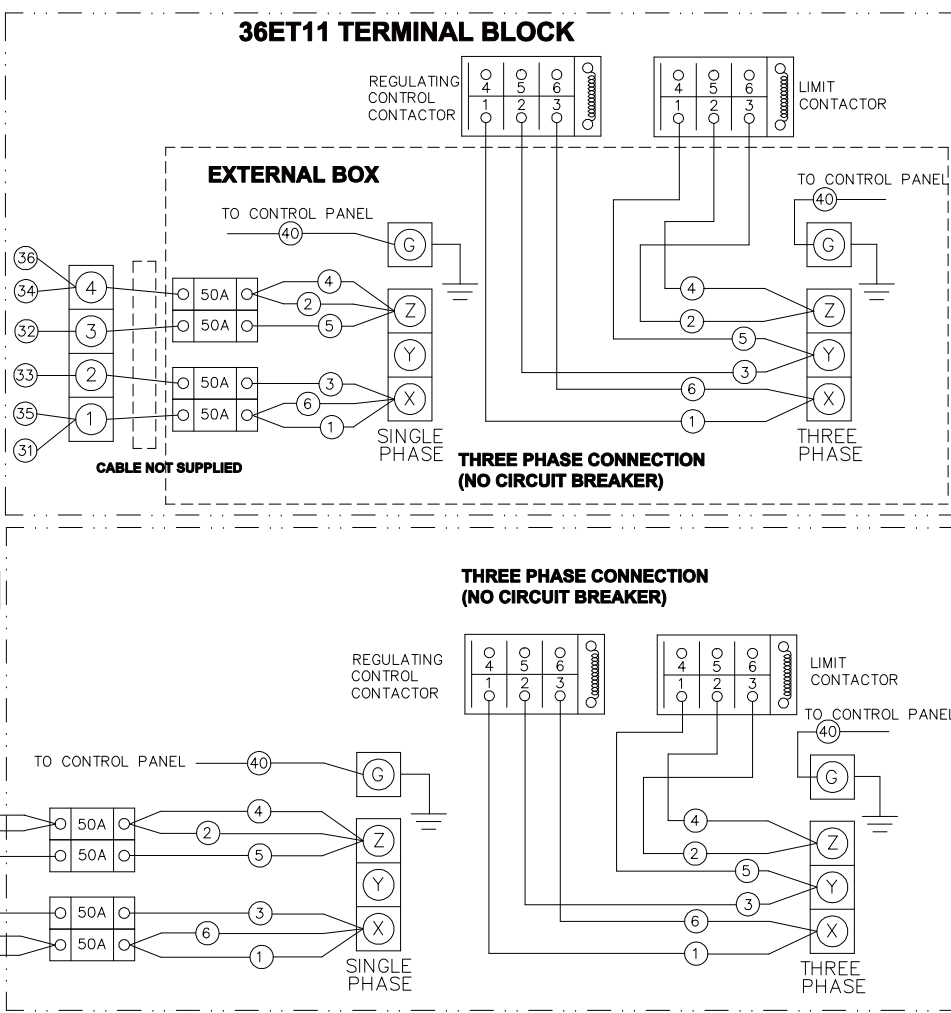 36ET11 TERMINAL BLOCK
REGULATING
CONTROL
CONTACTOR
4 5 6
1 2 3
4 5 6
1 2 3
LIMIT
CONTACTOR
EXTERNAL BOX
TO CONTROL PANEL
40
G
TO CONTROL PANEL
40
G
36
34
32
33
35
31
4
3
2
1
50A
50A
50A
50A
4
2
5
3
6
1
Z
Y
X
SINGLE
PHASE
4
2
5
3
6
1
Z
Y
X
THREE
PHASE
CABLE NOT SUPPLIED
THREE PHASE CONNECTION
(NO CIRCUIT BREAKER)
THREE PHASE CONNECTION
(NO CIRCUIT BREAKER)
REGULATING
CONTROL
CONTACTOR
4 5 6
1 2 3
4 5 6
1 2 3
LIMIT
CONTACTOR
TO CONTROL PANEL
40
G
TO CONTROL PANEL
40
G
50A
50A
50A
50A
4
2
5
3
6
1
Z
Y
X
SINGLE
PHASE
4
2
5
3
6
1
Z
Y
X
THREE
PHASE